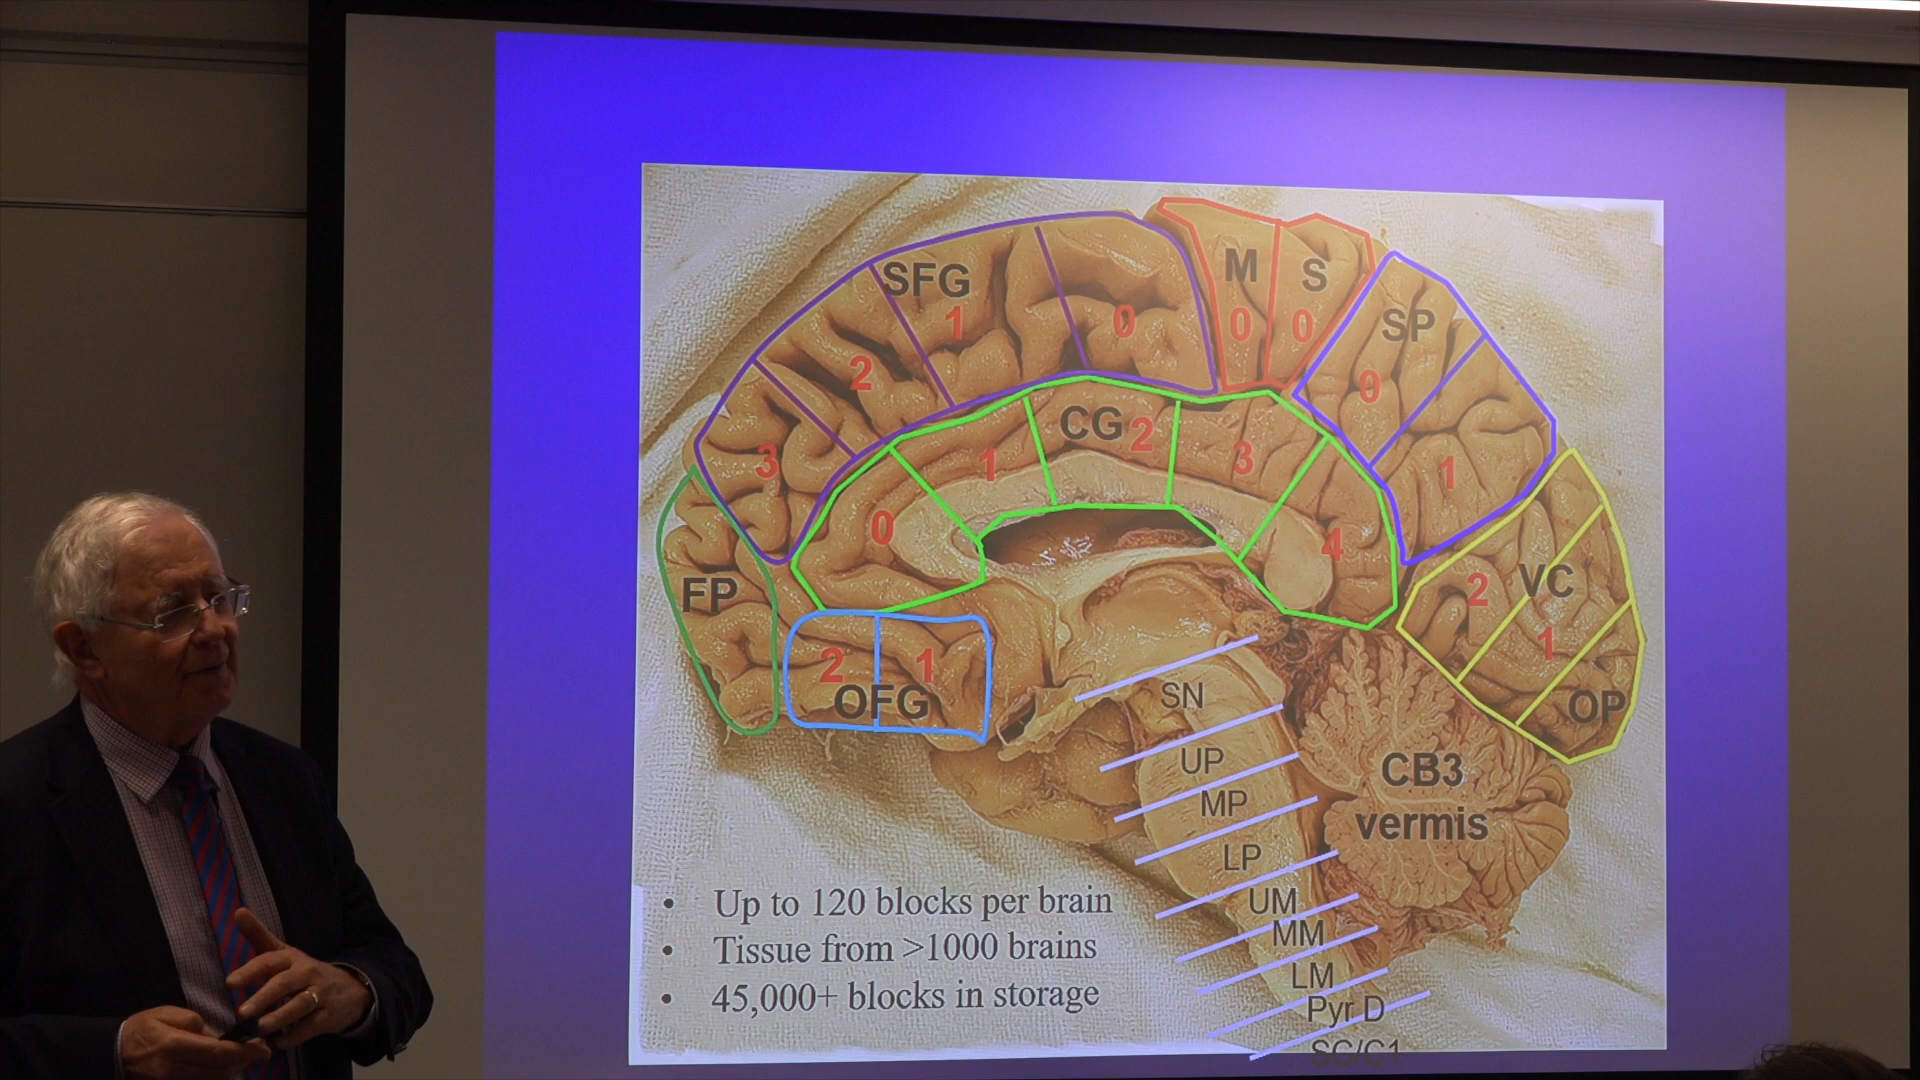 SFG
1
0
2
3
M
S
0
0
SP
0
1
CG
2
1
3
0
4
FP
2
1
OFG
2
VC
1
OP
SN
UP
MP
LP
UM
MM
LM
Pyr D
SC/C1
CB3
vermis
• Up to 120 blocks per brain
• Tissue from >1000 brains
• 45,000+ blocks in storage